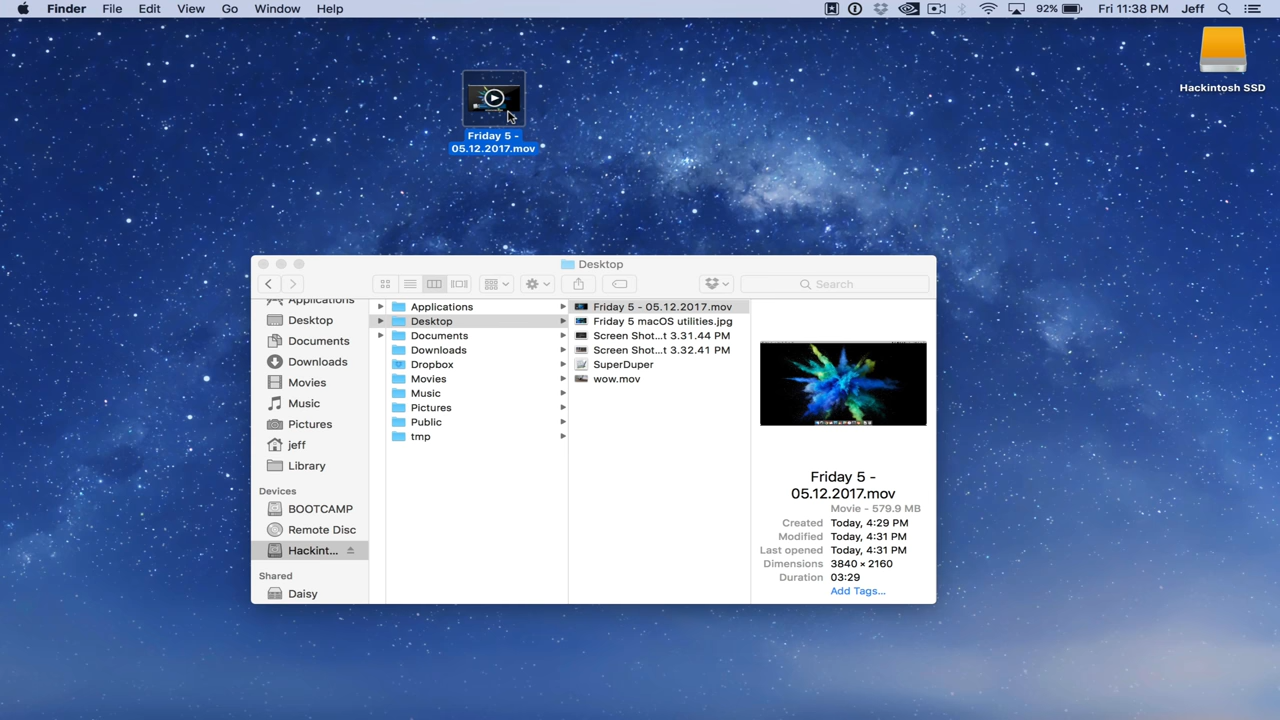 Finder File Edit View Go Window Help 92% Fri 11:38 PM Jeff
Hackintosh SSD
Friday 5 -
05.12.2017.mov
Desktop
Search
Applications
Desktop
Documents
Downloads
Movies
Music
Pictures
jeff
Library
Devices
BOOTCAMP
Remote Disc
Hackint...
Shared
Daisy
Applications
Desktop
Documents
Downloads
Dropbox
Movies
Music
Pictures
Public
tmp
Friday 5 - 05.12.2017.mov
Friday 5 macOS utilities.jpg
Screen Shot...t 3.31.44 PM
Screen Shot...t 3.32.41 PM
SuperDuper
wow.mov
Friday 5 -
05.12.2017.mov
Movie - 579.9 MB
Created Today, 4:29 PM
Modified Today, 4:31 PM
Last opened Today, 4:31 PM
Dimensions 3840 × 2160
Duration 03:29
Add Tags...